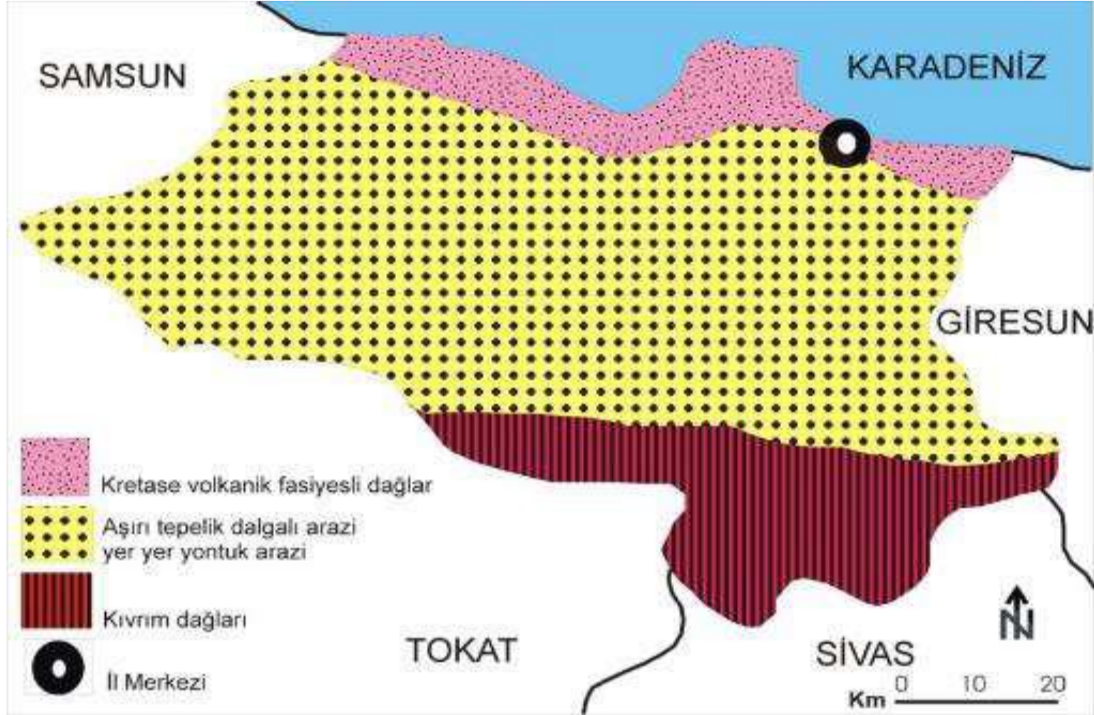 SAMSUN
KARADENİZ
GİRESUN
Kretase volkanik fasiyesli dağlar
Aşırı tepelik dalgalı arazi
yer yer yontuk arazi
Kıvrım dağları
İl Merkezi
TOKAT
SİVAS
N
Km 0 10 20